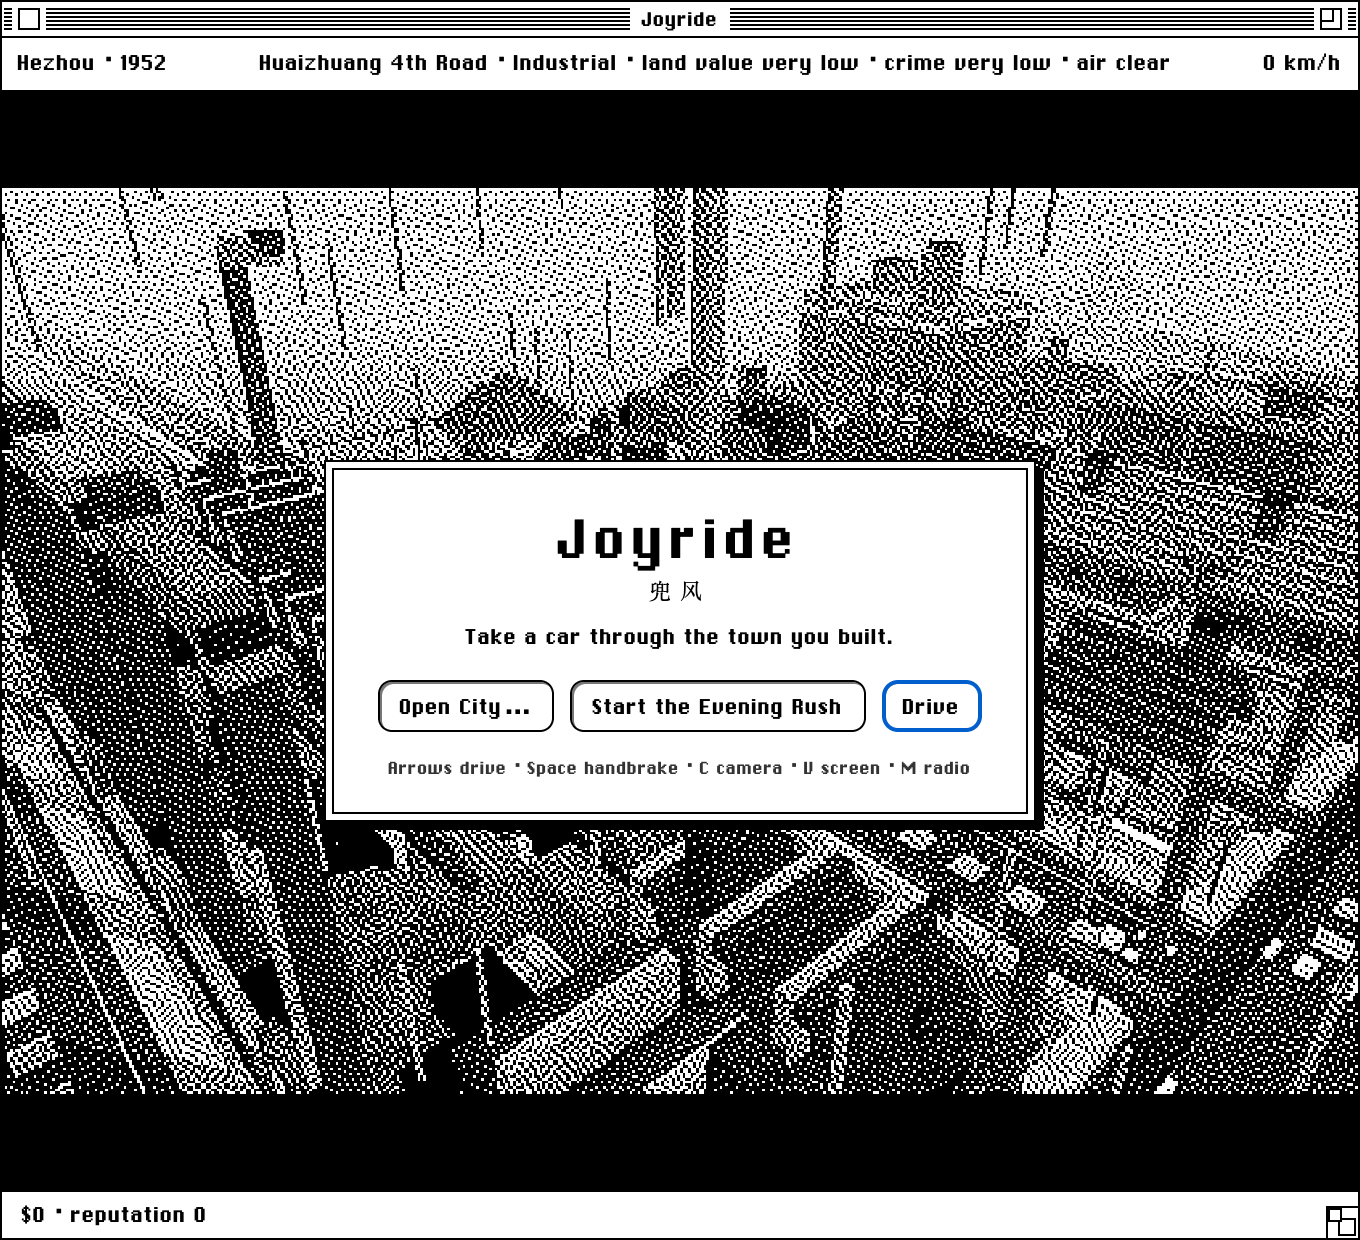 Joyride
Hezhou · 1952
Huaizhuang 4th Road · Industrial · land value very low · crime very low · air clear
0 km/h
Joyride
兜风
Take a car through the town you built.
Open City...
Start the Evening Rush
Drive
Arrows drive · Space handbrake · C camera · V screen · M radio
$0 · reputation 0